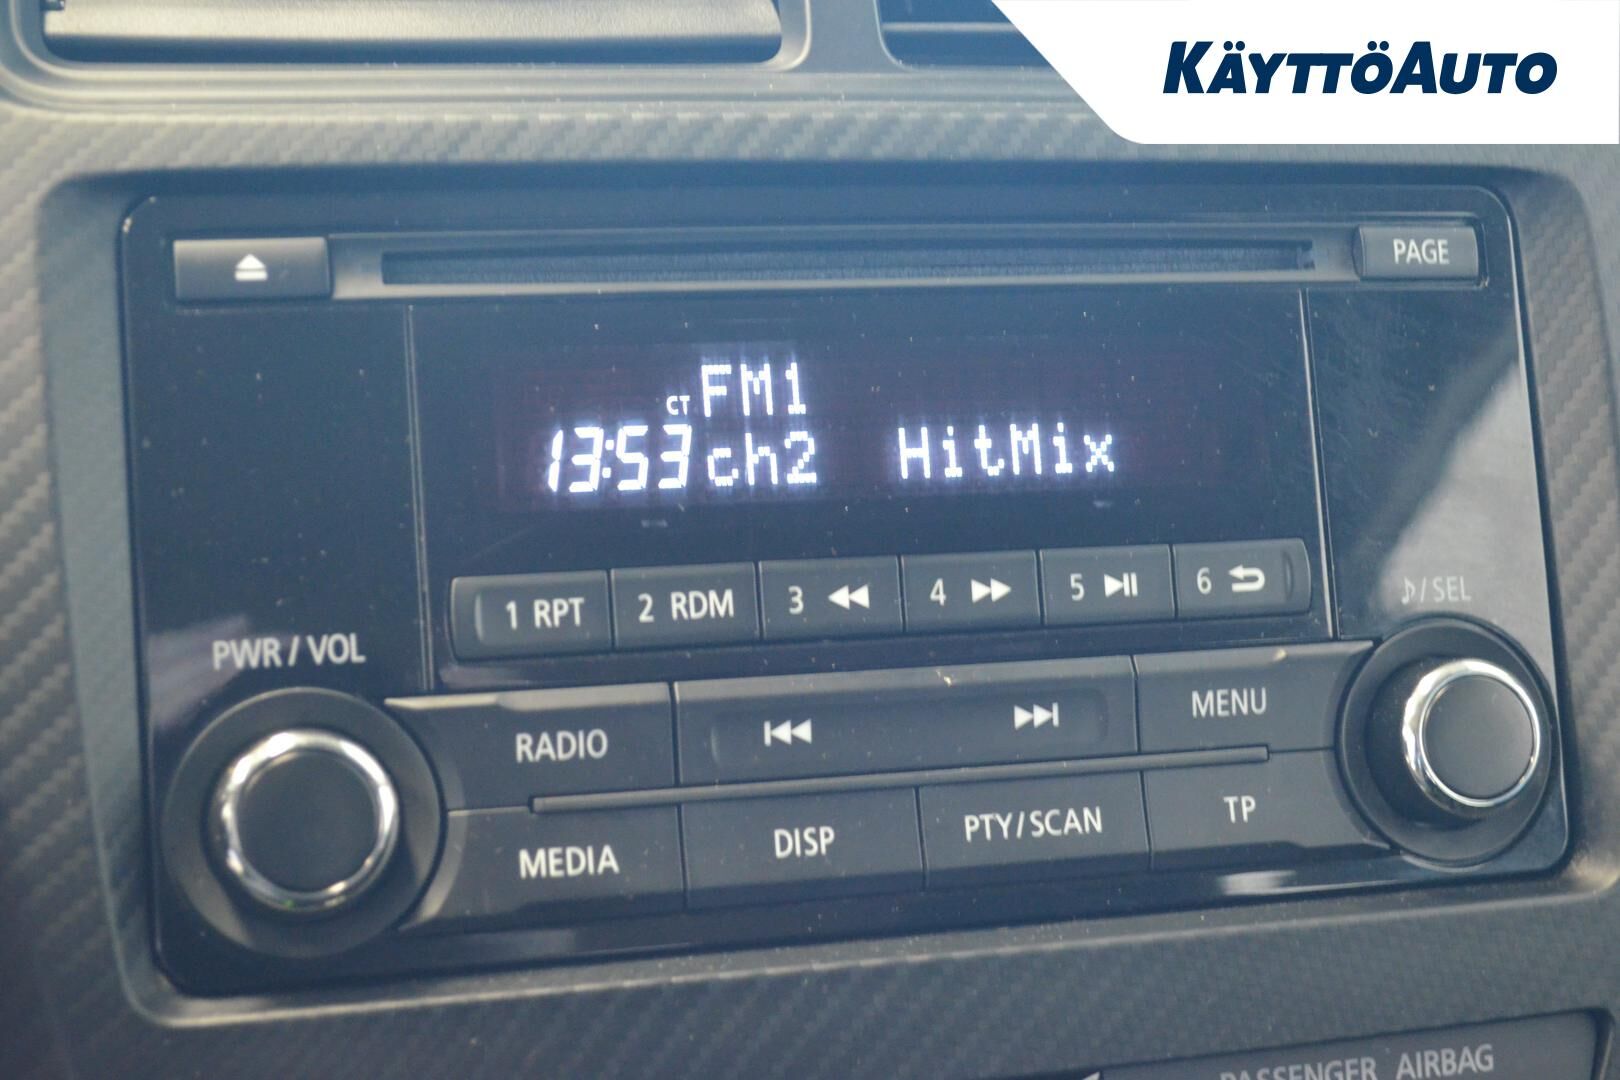 KÄYTTÖAUTO
PAGE
CT FM1
13:53 ch2 HitMix
1 RPT 2 RDM 3 4 5 6
♪/SEL
PWR/VOL
RADIO MENU
MEDIA DISP PTY/SCAN TP
PASSENGER AIRBAG